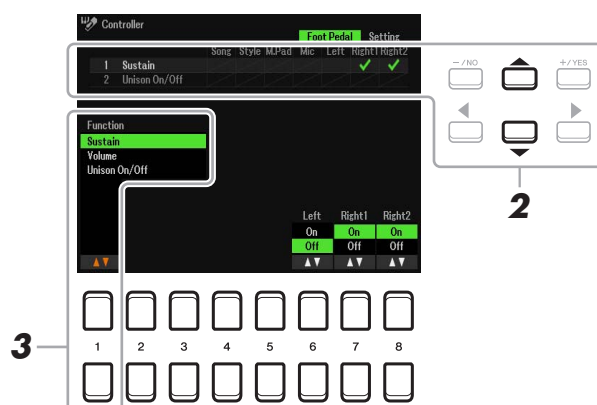 Controller
Foot Pedal Setting
Song Style M.Pad Mic Left Right1 Right2
1 Sustain
2 Unison On/Off
−/NO +/YES
2
Function
Sustain
Volume
Unison On/Off
Left Right1 Right2
On On On
Off Off Off
3
1 2 3 4 5 6 7 8